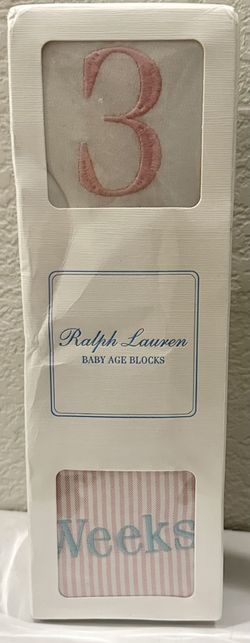 3
Ralph Lauren
BABY AGE BLOCKS
Weeks